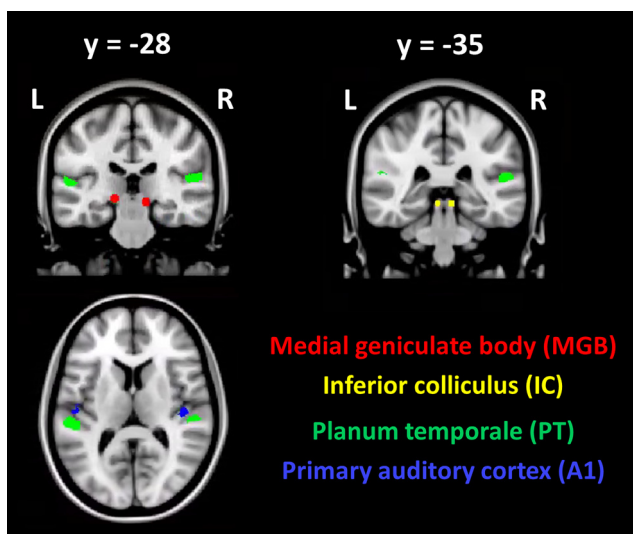 y = -28
y = -35
L
R
L
R
Medial geniculate body (MGB)
Inferior colliculus (IC)
Planum temporale (PT)
Primary auditory cortex (A1)